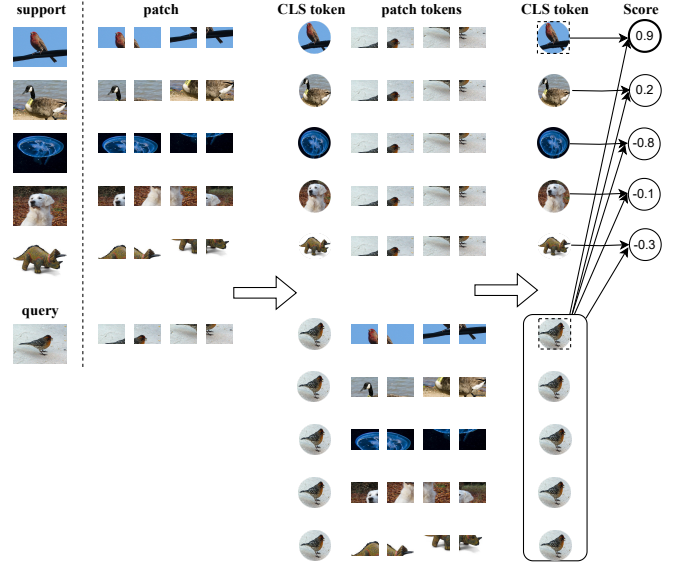 support patch CLS token patch tokens CLS token Score
0.9
0.2
-0.8
-0.1
-0.3
query